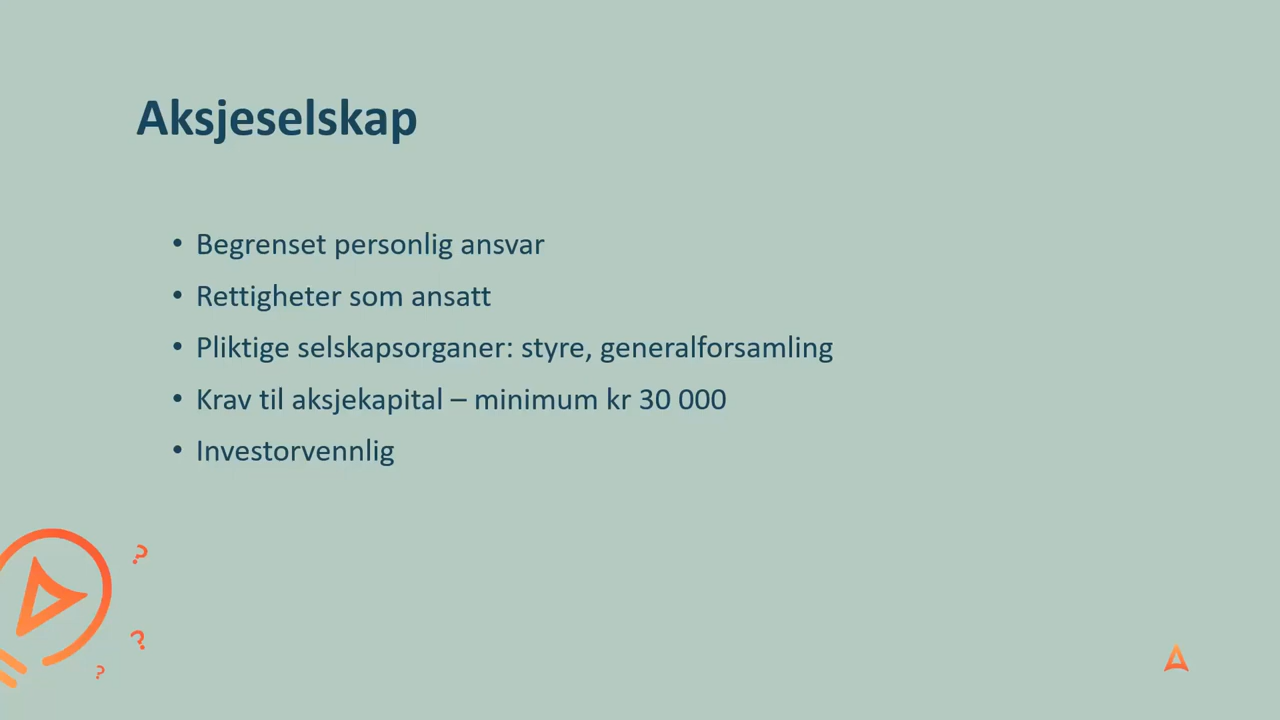 Aksjeselskap
• Begrenset personlig ansvar
• Rettigheter som ansatt
• Pliktige selskapsorganer: styre, generalforsamling
• Krav til aksjekapital – minimum kr 30 000
• Investorvennlig
?
?
?